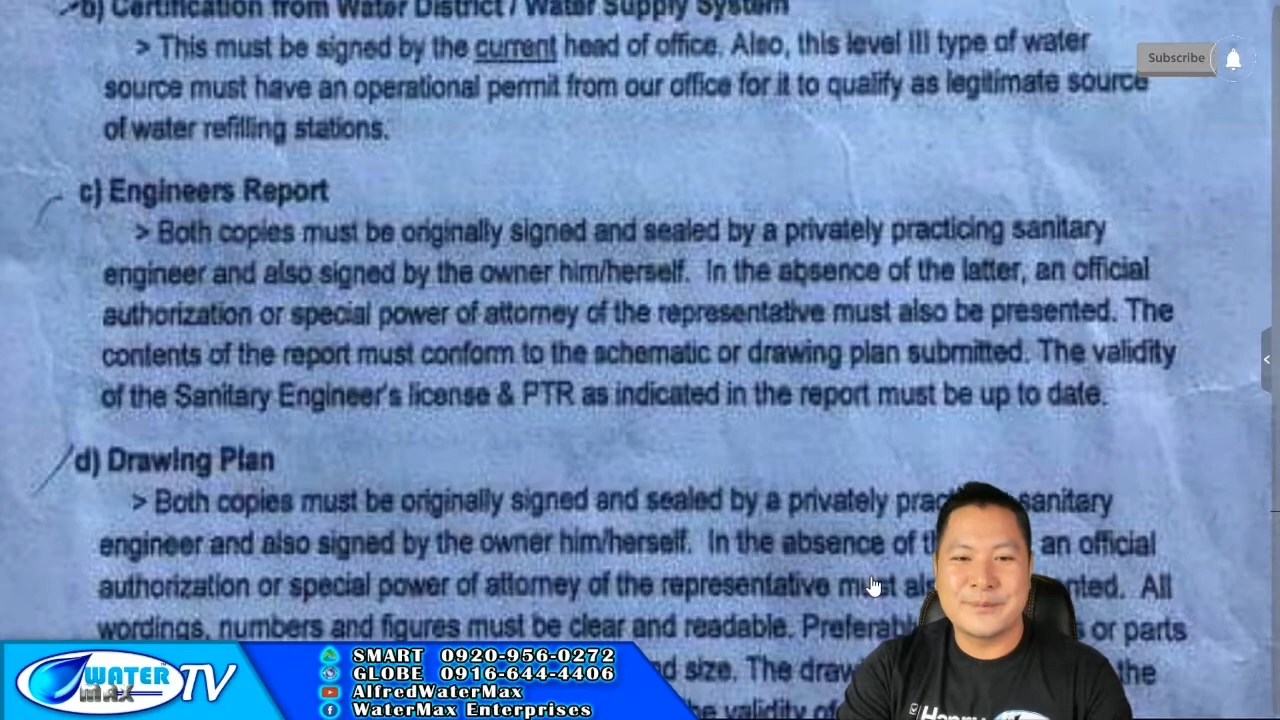 b) Certification from Water District / Water Supply System
> This must be signed by the current head of office. Also, this level III type of water
source must have an operational permit from our office for it to qualify as legitimate source
of water refilling stations.
Subscribe
c) Engineers Report
> Both copies must be originally signed and sealed by a privately practicing sanitary
engineer and also signed by the owner him/herself. In the absence of the latter, an official
authorization or special power of attorney of the representative must also be presented. The
contents of the report must conform to the schematic or drawing plan submitted. The validity
of the Sanitary Engineer's license & PTR as indicated in the report must be up to date.
d) Drawing Plan
> Both copies must be originally signed and sealed by a privately sanitary
engineer and also signed by the owner him/herself. In the absence of an official
authorization or special power of attorney of the representative must All
wordings, numbers and figures must be clear and readable. or parts
size. The the
validity of
WATER
MAX
TV
SMART 0920-956-0272
GLOBE 0916-644-4406
AlfredWaterMax
WaterMax Enterprises